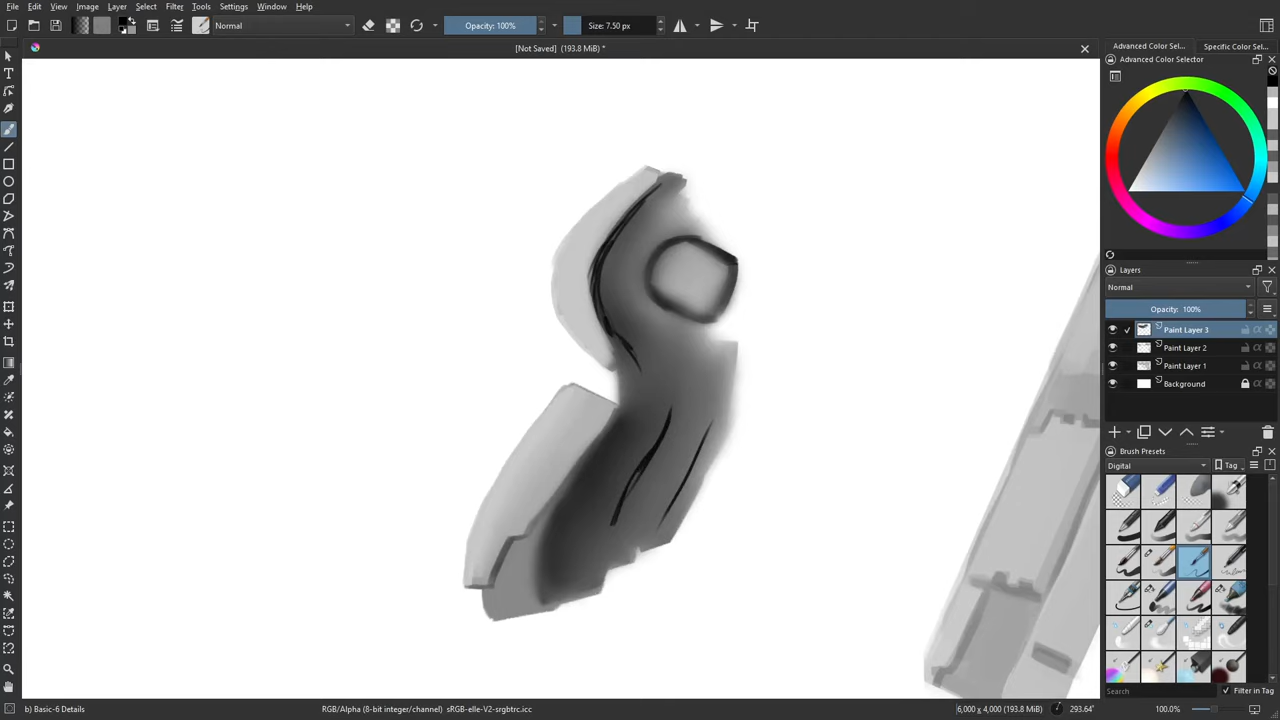 File Edit View Image Layer Select Filter Tools Settings Window Help
Normal Opacity: 100% Size: 7.50 px
[Not Saved] (193.8 MiB) *
Advanced Color Sel... Specific Color Sel...
Advanced Color Selector
Layers
Normal
Opacity: 100%
Paint Layer 3
Paint Layer 2
Paint Layer 1
Background
Brush Presets
Digital Tag
Search Filter in Tag
b) Basic-6 Details RGB/Alpha (8-bit integer/channel) sRGB-elle-V2-srgbtrc.icc 6,000 x 4,000 (193.8 MiB) 293.64° 100.0%